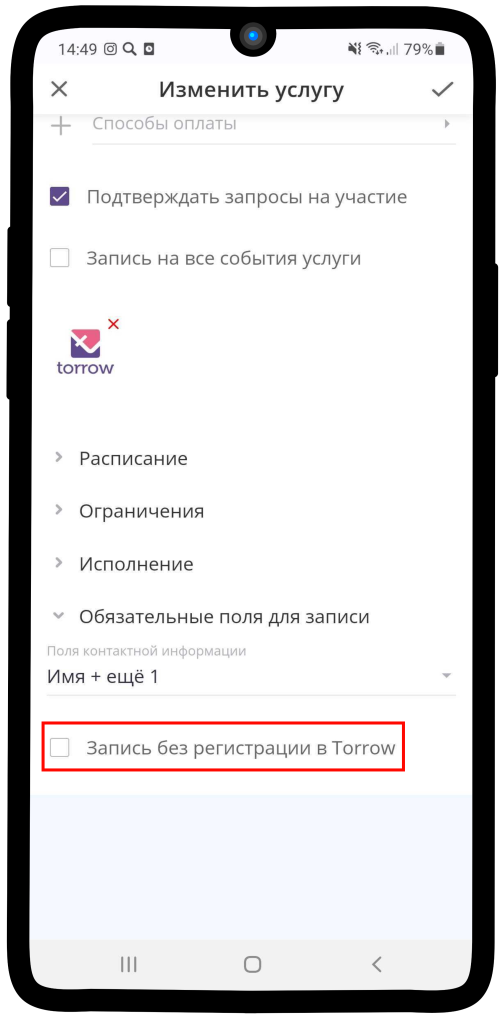 14:49 79%
Изменить услугу
Способы оплаты
Подтверждать запросы на участие
Запись на все события услуги
torrow
Расписание
Ограничения
Исполнение
Обязательные поля для записи
Поля контактной информации
Имя + ещё 1
Запись без регистрации в Torrow